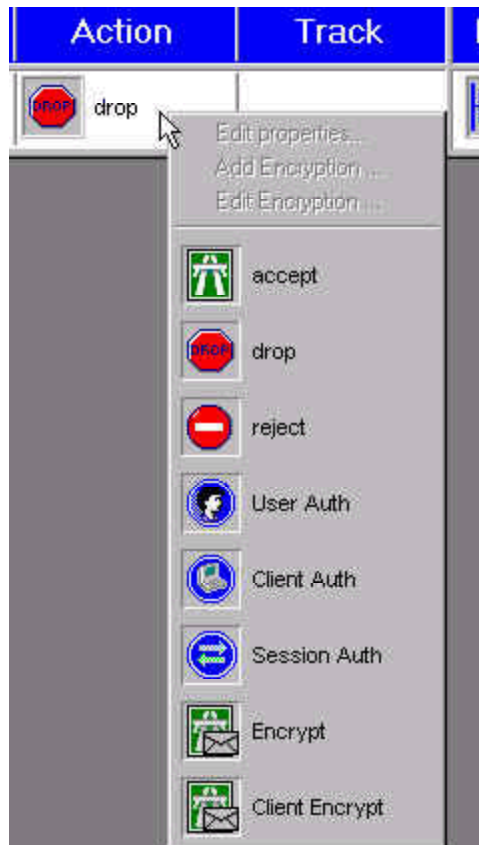 Action Track
DROP drop
Edit properties...
Add Encryption ...
Edit Encryption ...
accept
DROP drop
reject
User Auth
Client Auth
Session Auth
Encrypt
Client Encrypt